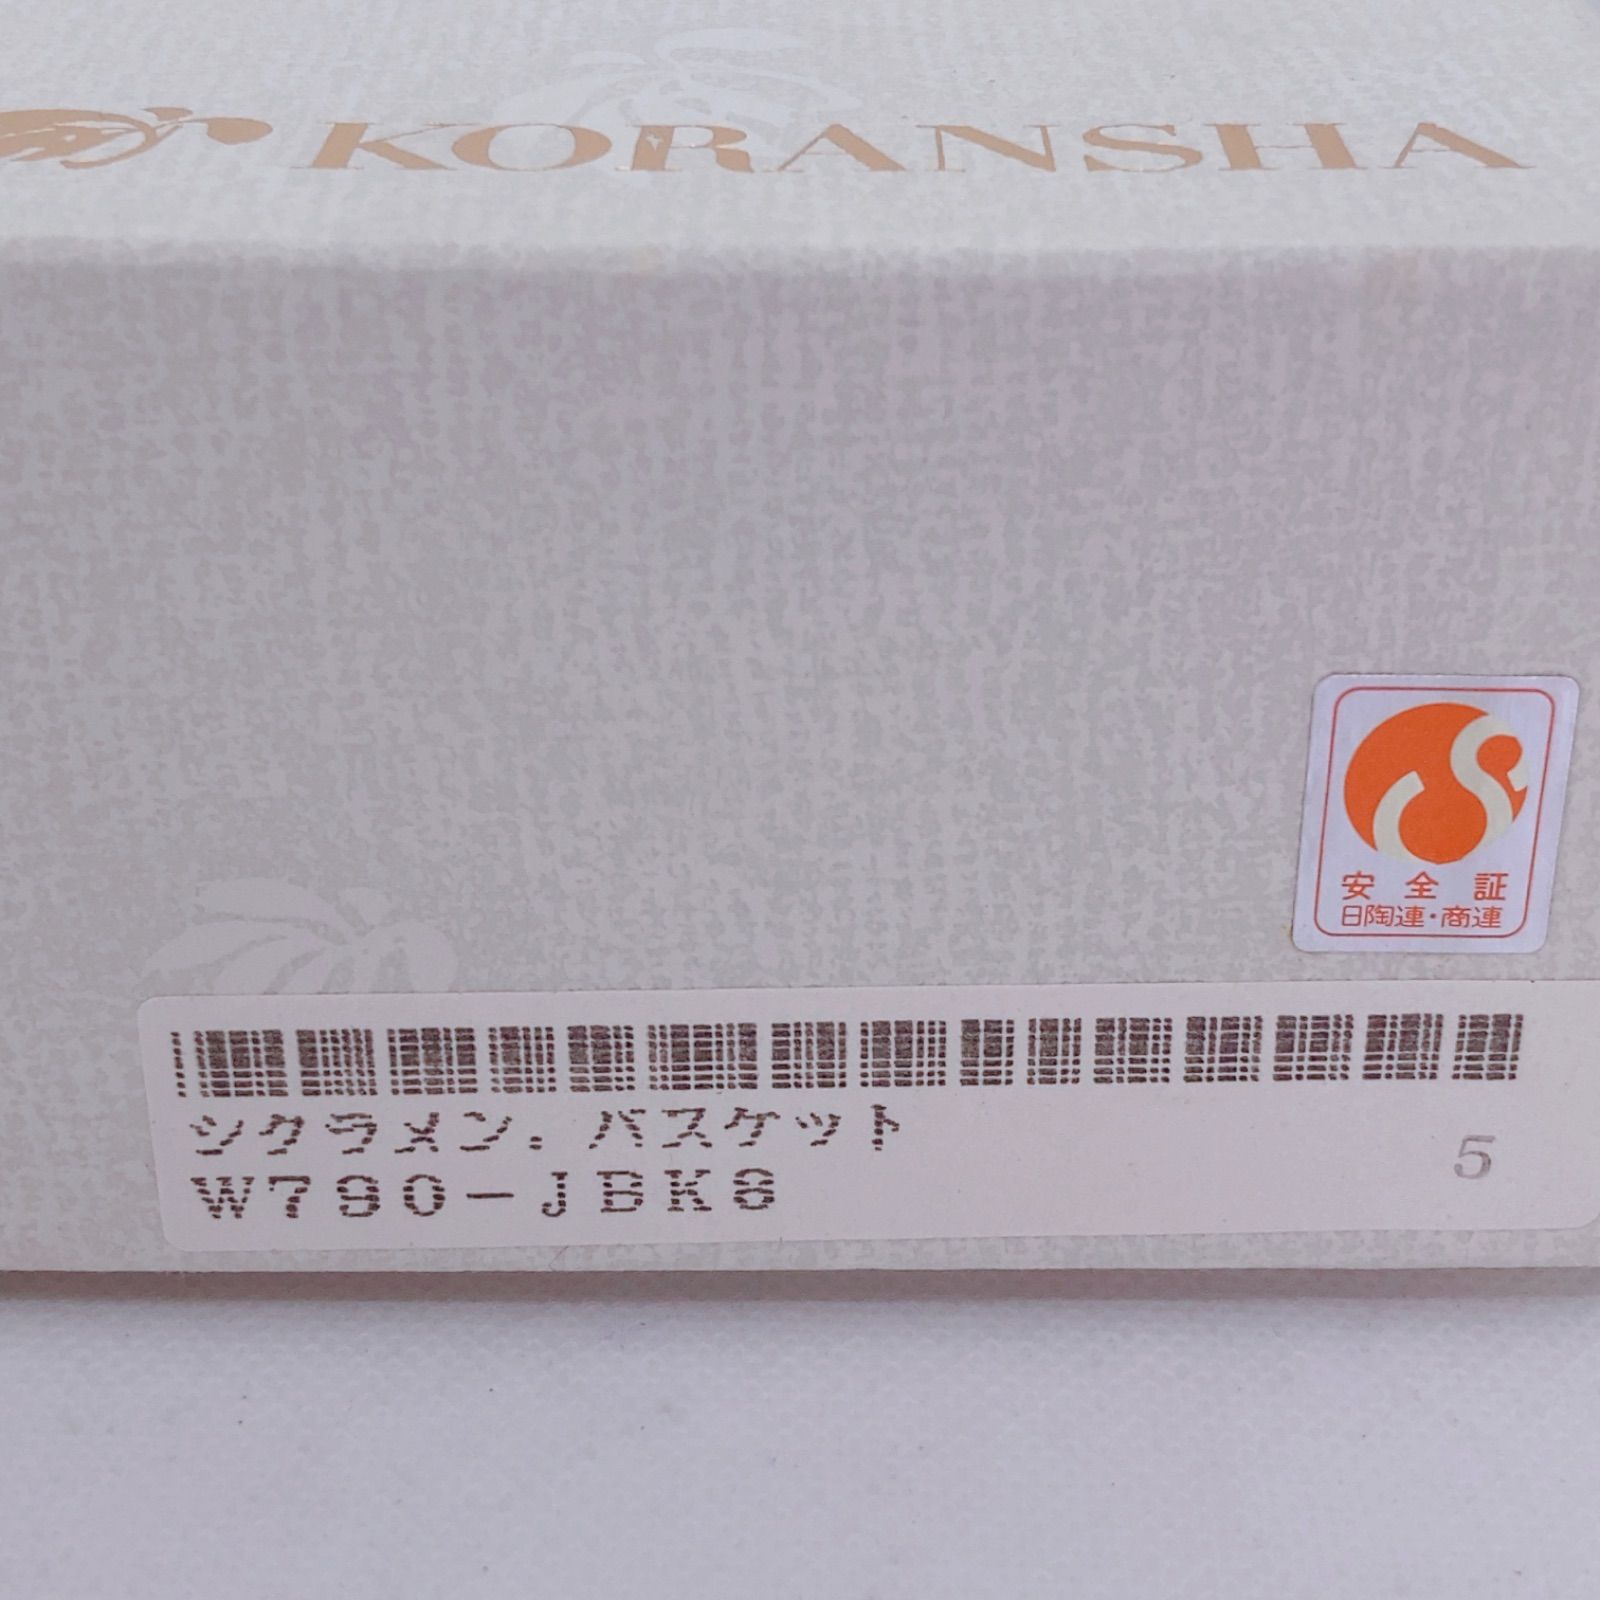 KORANSHA
安全証
日陶連・商連
シクラメン.バスケット
5
W790-JBK8